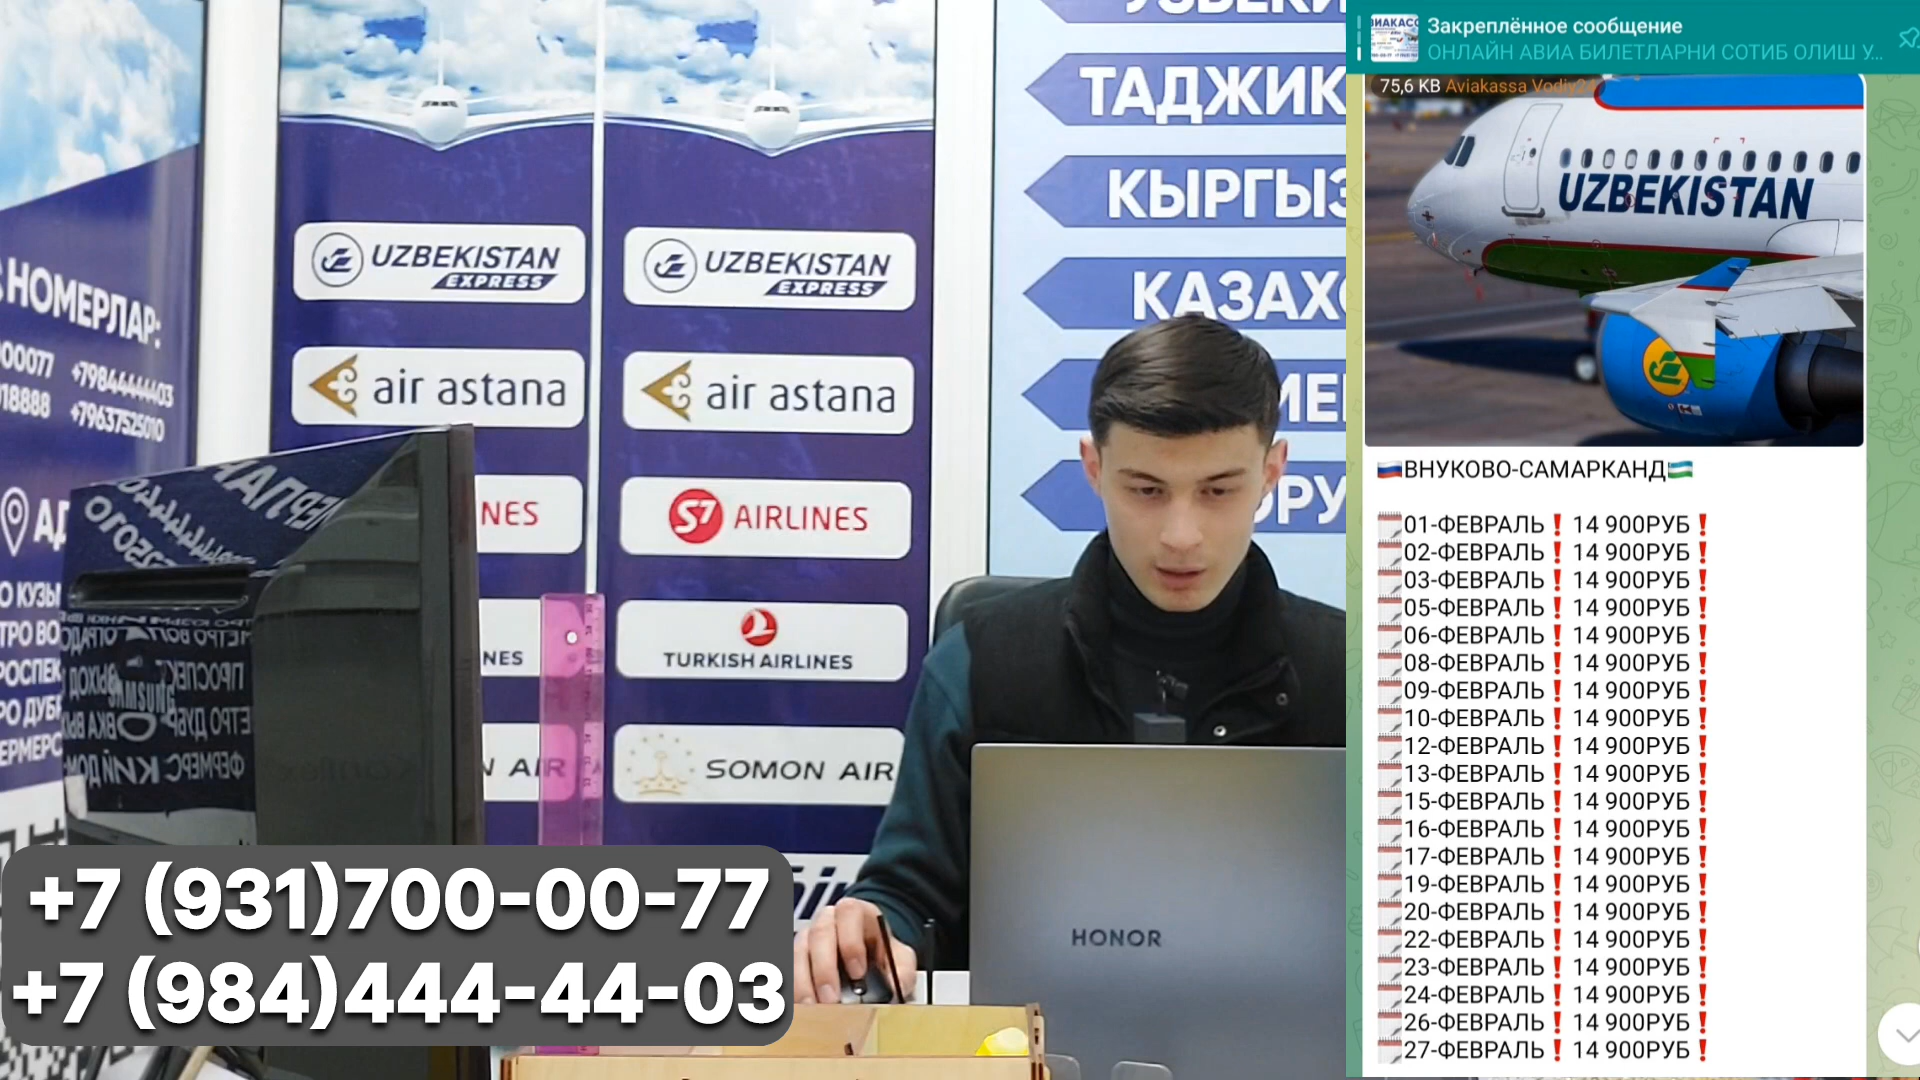 НОМЕРЛАР:
00077 +79844444403
18888 +79637525010
UZBEKISTAN
EXPRESS
UZBEKISTAN
EXPRESS
air astana
air astana
NES
S7 AIRLINES
NES
TURKISH AIRLINES
AIR
SOMON AIR
ТАДЖИК
КЫРГЫЗ
КАЗАХ
HONOR
+7 (931)700-00-77
+7 (984)444-44-03
Закреплённое сообщение
ОНЛАЙН АВИА БИЛЕТЛАРНИ СОТИБ ОЛИШ У...
75,6 KB Aviakassa Vodiy24
UZBEKISTAN
ВНУКОВО-САМАРКАНД
01-ФЕВРАЛЬ❗ 14 900РУБ❗
02-ФЕВРАЛЬ❗ 14 900РУБ❗
03-ФЕВРАЛЬ❗ 14 900РУБ❗
05-ФЕВРАЛЬ❗ 14 900РУБ❗
06-ФЕВРАЛЬ❗ 14 900РУБ❗
08-ФЕВРАЛЬ❗ 14 900РУБ❗
09-ФЕВРАЛЬ❗ 14 900РУБ❗
10-ФЕВРАЛЬ❗ 14 900РУБ❗
12-ФЕВРАЛЬ❗ 14 900РУБ❗
13-ФЕВРАЛЬ❗ 14 900РУБ❗
15-ФЕВРАЛЬ❗ 14 900РУБ❗
16-ФЕВРАЛЬ❗ 14 900РУБ❗
17-ФЕВРАЛЬ❗ 14 900РУБ❗
19-ФЕВРАЛЬ❗ 14 900РУБ❗
20-ФЕВРАЛЬ❗ 14 900РУБ❗
22-ФЕВРАЛЬ❗ 14 900РУБ❗
23-ФЕВРАЛЬ❗ 14 900РУБ❗
24-ФЕВРАЛЬ❗ 14 900РУБ❗
26-ФЕВРАЛЬ❗ 14 900РУБ❗
27-ФЕВРАЛЬ❗ 14 900РУБ❗